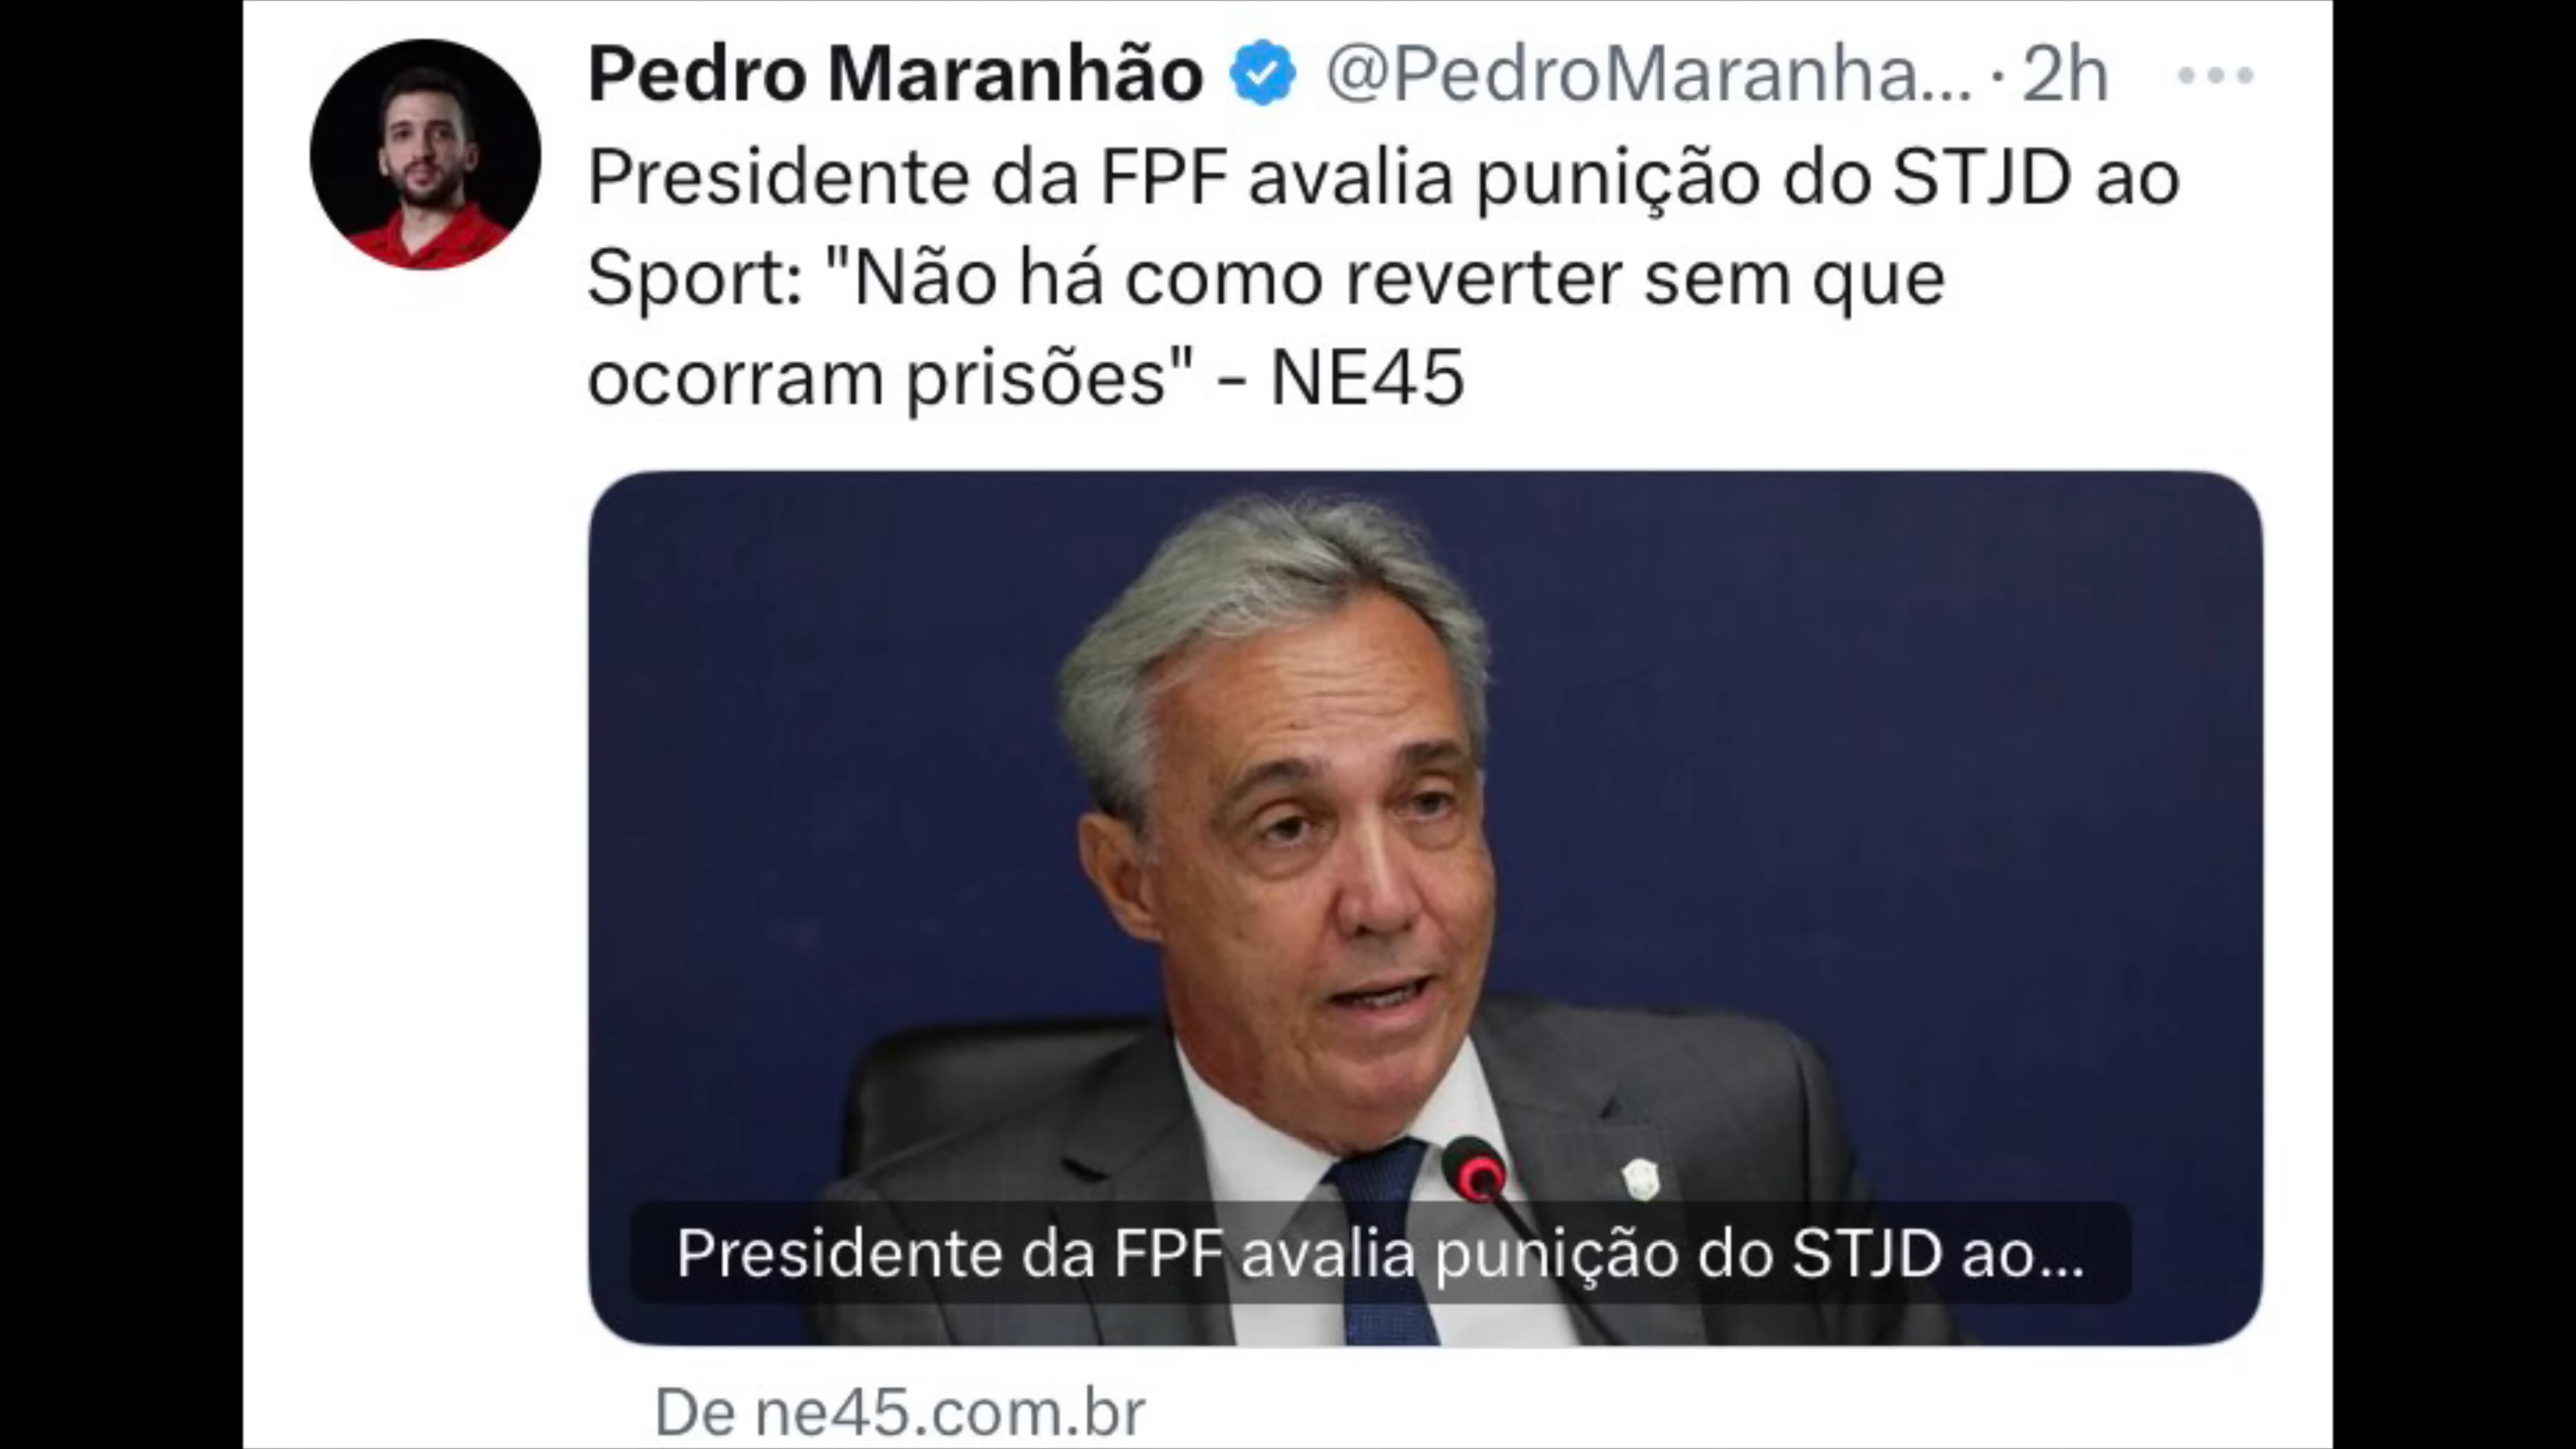 Pedro Maranhão @PedroMaranha... · 2h
Presidente da FPF avalia punição do STJD ao
Sport: "Não há como reverter sem que
ocorram prisões" - NE45
Presidente da FPF avalia punição do STJD ao...
De ne45.com.br